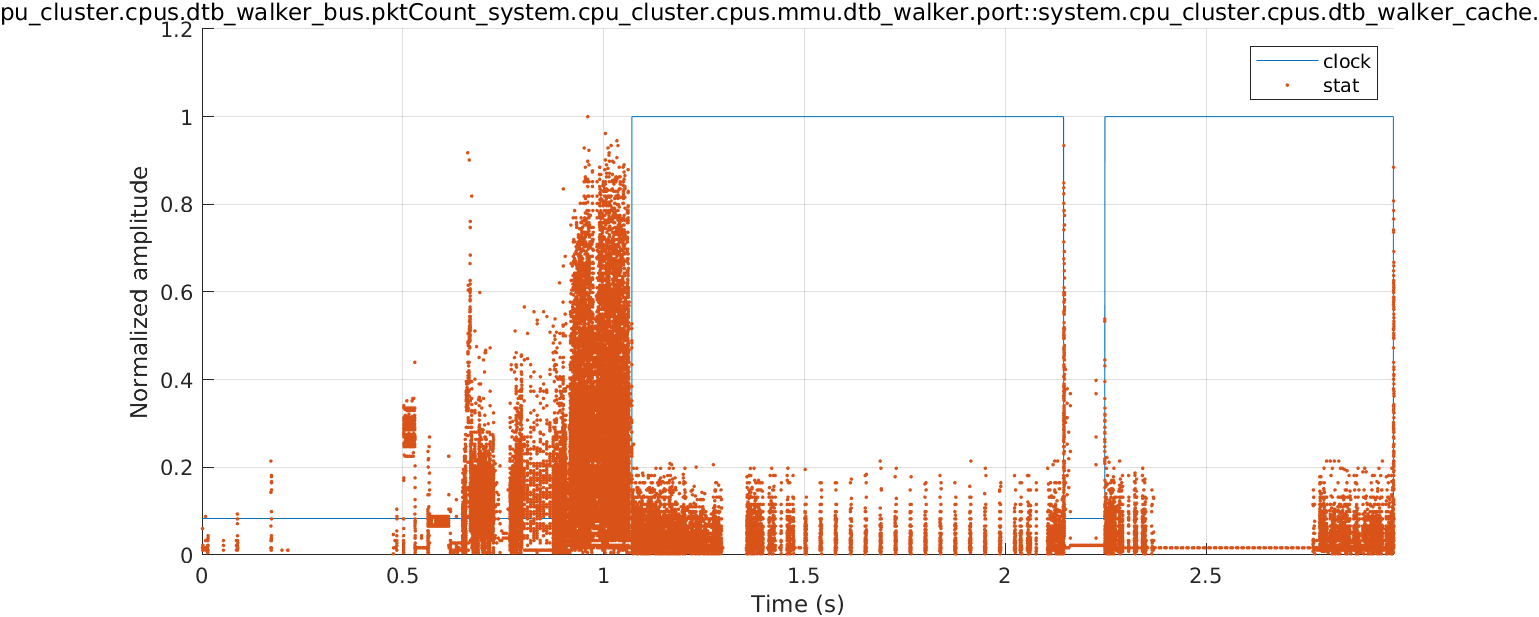 pu_cluster.cpus.dtb_walker_bus.pktCount_system.cpu_cluster.cpus.mmu.dtb_walker.port::system.cpu_cluster.cpus.dtb_walker_cache.
1.2
1
0.8
0.6
0.4
0.2
0
Normalized amplitude
clock
stat
0
0.5
1
1.5
2
2.5
Time (s)